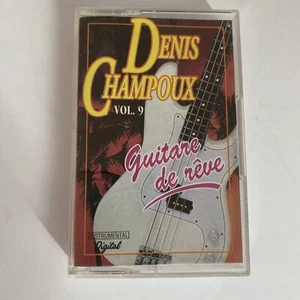 DENIS
CHAMPOUX
VOL. 9
Guitare
de rêve
INSTRUMENTAL
Digital